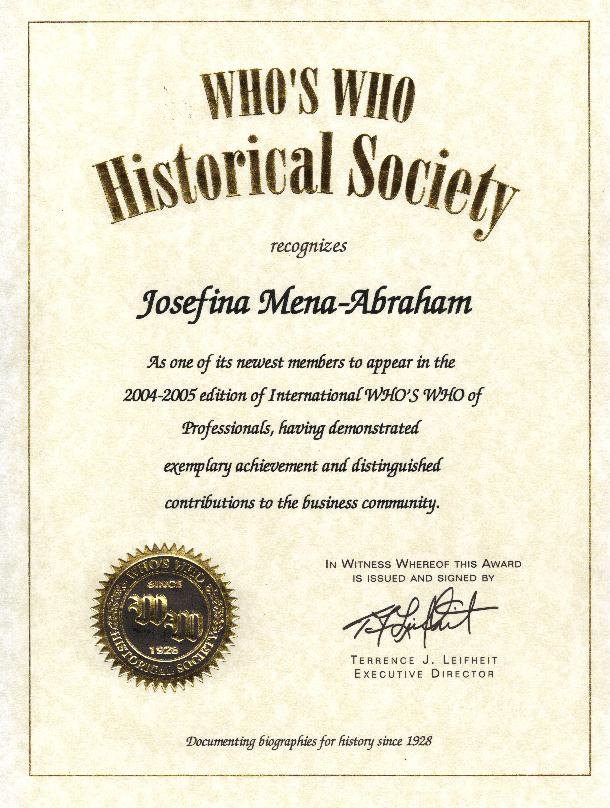 WHO'S WHO
Historical Society
recognizes
Josefina Mena-Abraham
As one of its newest members to appear in the
2004-2005 edition of International WHO'S WHO of
Professionals, having demonstrated
exemplary achievement and distinguished
contributions to the business community.
WHO'S WHO
SINCE
WW
1928
HISTORICAL SOCIETY
IN WITNESS WHEREOF THIS AWARD
IS ISSUED AND SIGNED BY
T J Leifheit
TERRENCE J. LEIFHEIT
EXECUTIVE DIRECTOR
Documenting biographies for history since 1928